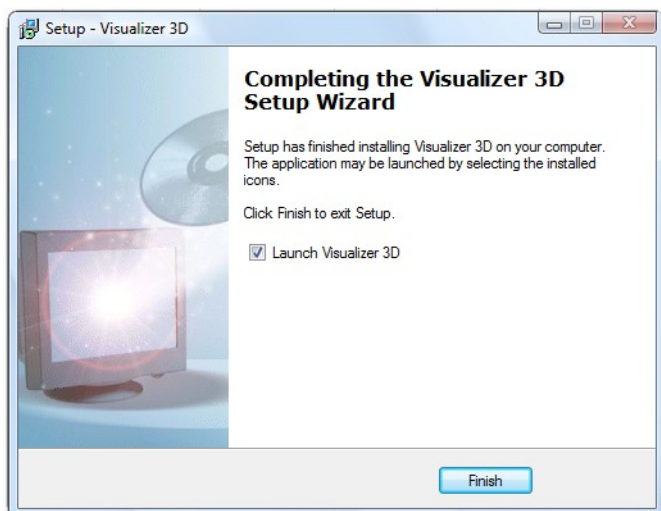 Setup - Visualizer 3D
Completing the Visualizer 3D
Setup Wizard
Setup has finished installing Visualizer 3D on your computer.
The application may be launched by selecting the installed
icons.
Click Finish to exit Setup.
Launch Visualizer 3D
Finish